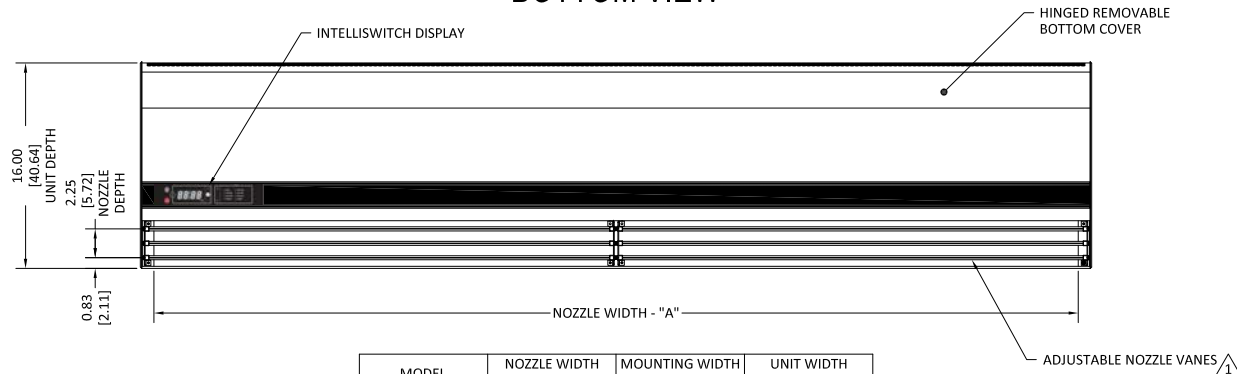 BOTTOM VIEW
INTELLISWITCH DISPLAY
HINGED REMOVABLE
BOTTOM COVER
16.00
[40.64]
UNIT DEPTH
2.25
[5.72]
NOZZLE
DEPTH
0.83
[2.11]
NOZZLE WIDTH - "A"
ADJUSTABLE NOZZLE VANES
1
MODEL
NOZZLE WIDTH
MOUNTING WIDTH
UNIT WIDTH